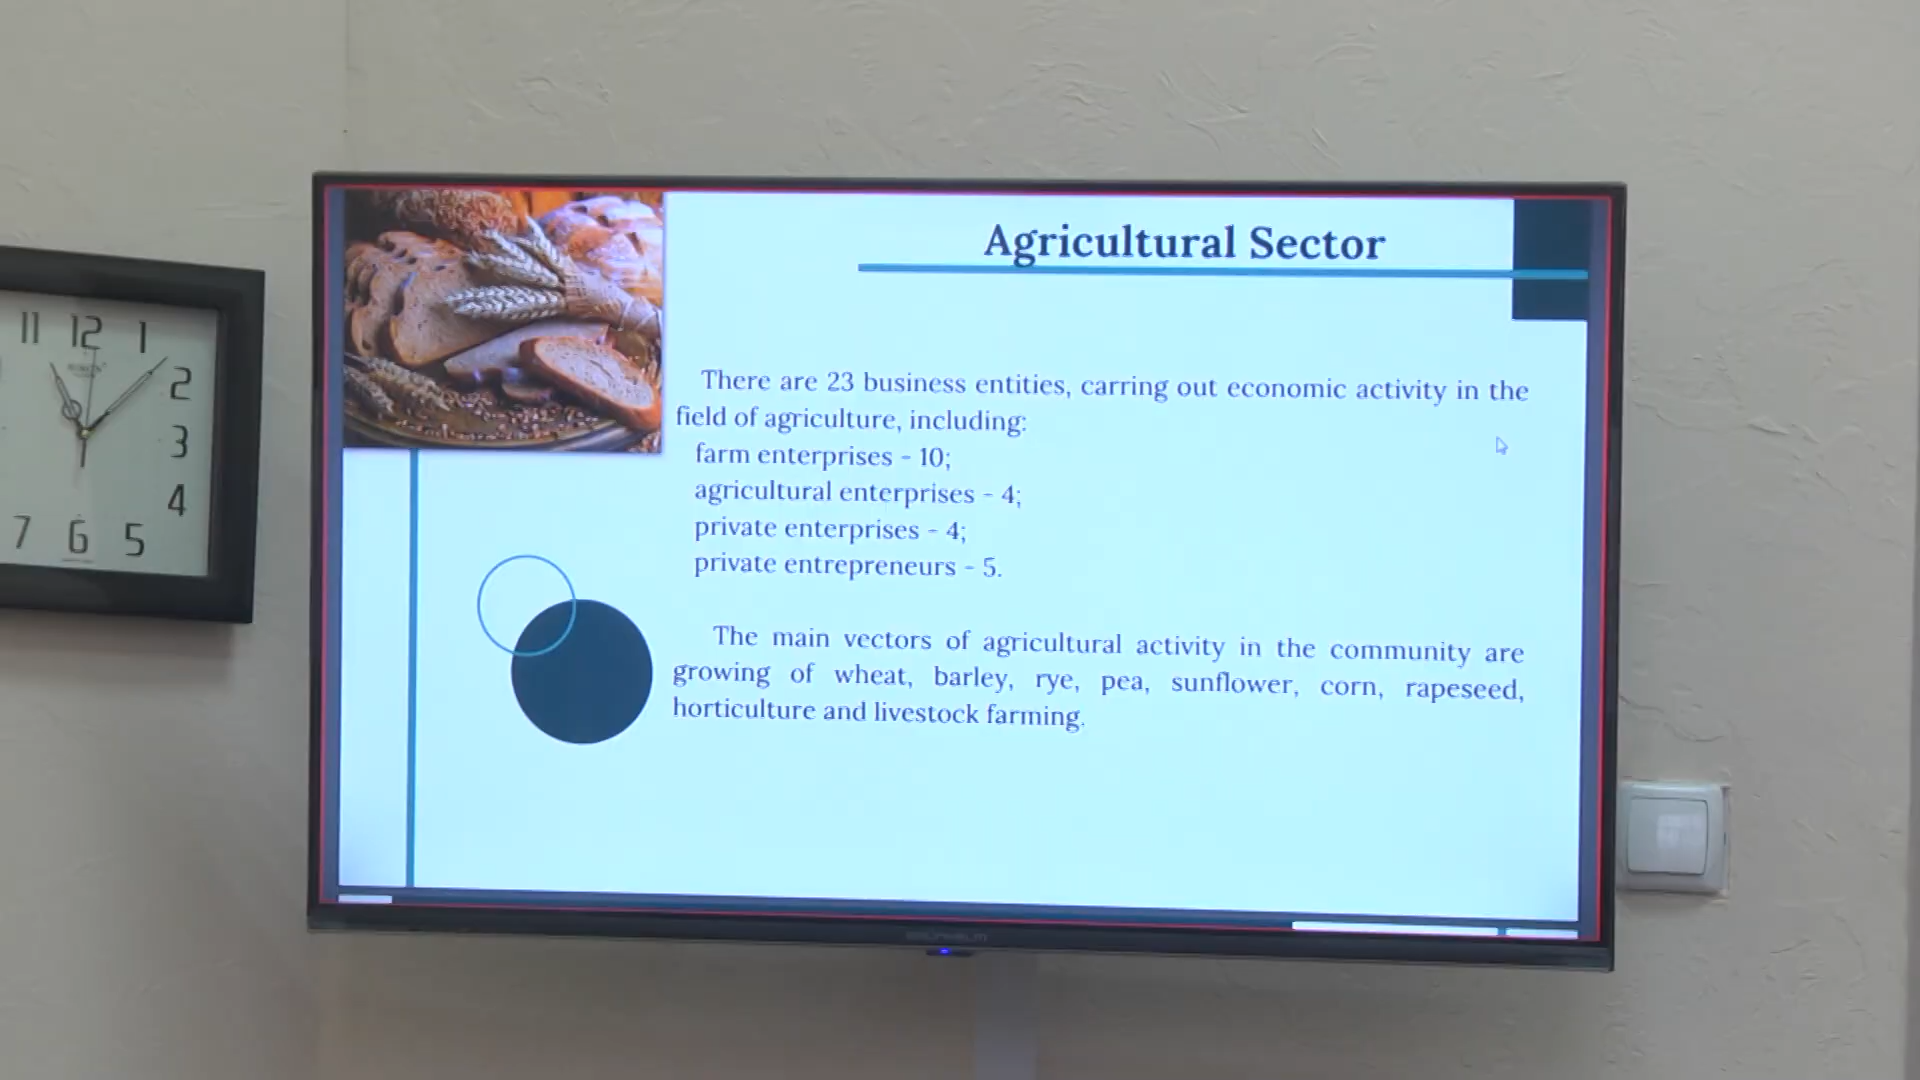 Agricultural Sector
There are 23 business entities, carring out economic activity in the
field of agriculture, including:
farm enterprises - 10;
agricultural enterprises - 4;
private enterprises - 4;
private entrepreneurs - 5.
The main vectors of agricultural activity in the community are
growing of wheat, barley, rye, pea, sunflower, corn, rapeseed,
horticulture and livestock farming.
11 12 1
2
3
4
7 6 5